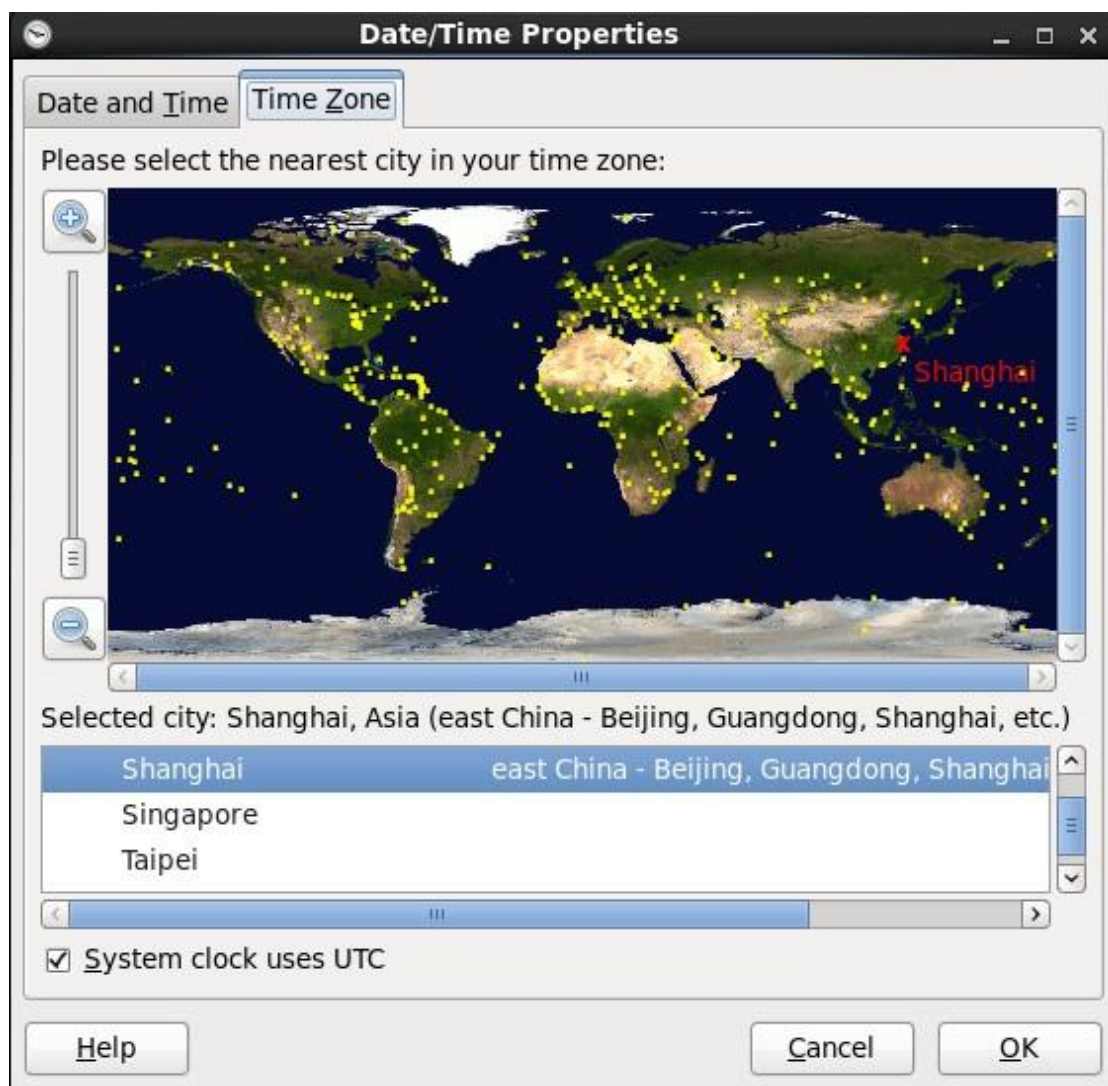 Date/Time Properties
Date and Time
Time Zone
Please select the nearest city in your time zone:
Shanghai
Selected city: Shanghai, Asia (east China - Beijing, Guangdong, Shanghai, etc.)
Shanghai east China - Beijing, Guangdong, Shanghai
Singapore
Taipei
System clock uses UTC
Help Cancel OK